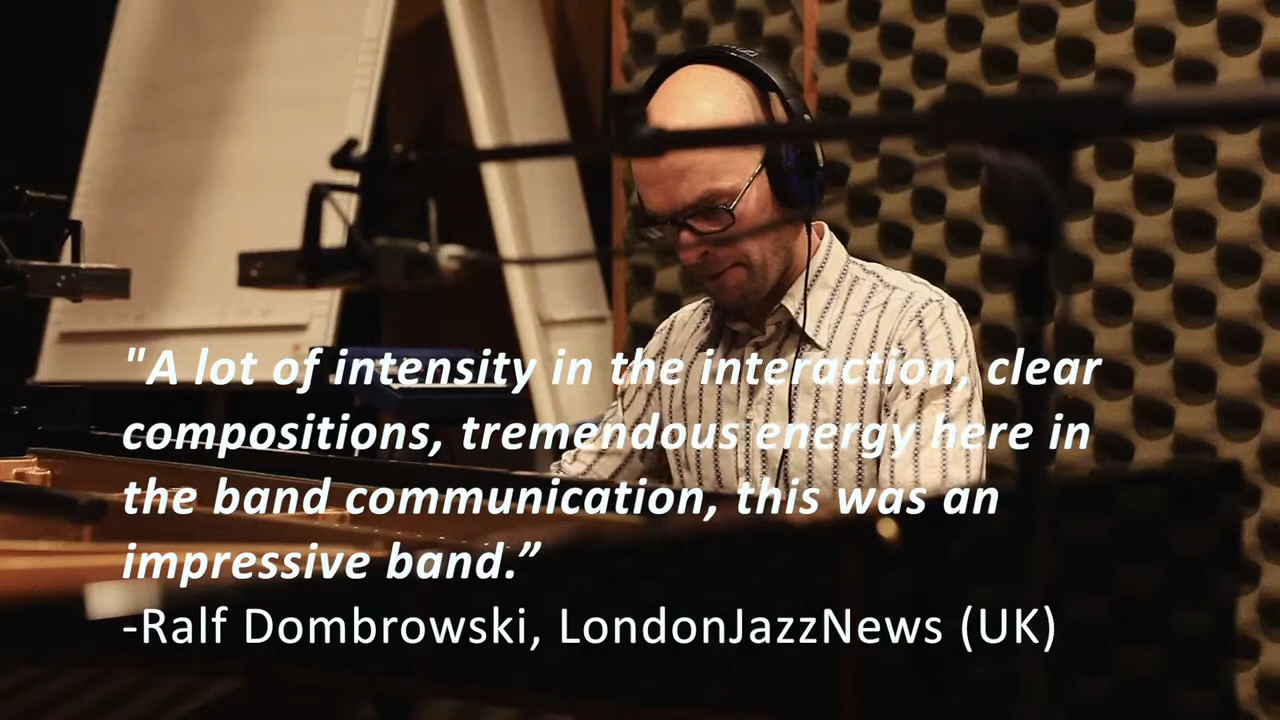 "A lot of intensity in the interaction, clear
compositions, tremendous energy here in
the band communication, this was an
impressive band.”
-Ralf Dombrowski, LondonJazzNews (UK)